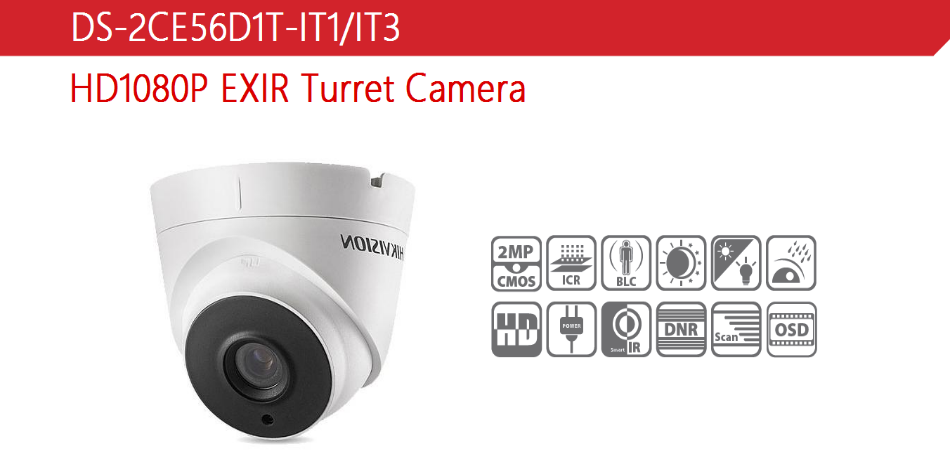 DS-2CE56D1T-IT1/IT3
HD1080P EXIR Turret Camera
HIKVISION
2MP
CMOS
ICR
BLC
HD
POWER
Smart IR
DNR
Scan
OSD